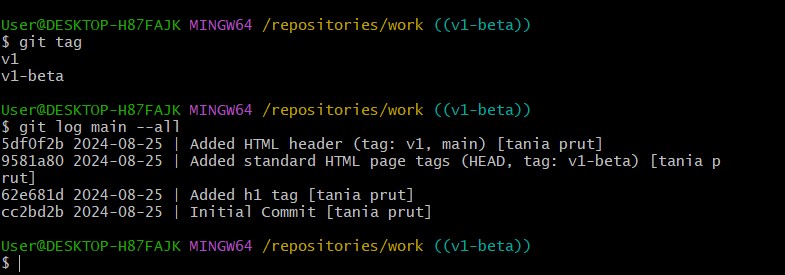 User@DESKTOP-H87FAJK MINGW64 /repositories/work ((v1-beta))
$ git tag
v1
v1-beta
User@DESKTOP-H87FAJK MINGW64 /repositories/work ((v1-beta))
$ git log main --all
5df0f2b 2024-08-25 | Added HTML header (tag: v1, main) [tania prut]
9581a80 2024-08-25 | Added standard HTML page tags (HEAD, tag: v1-beta) [tania p
rut]
62e681d 2024-08-25 | Added h1 tag [tania prut]
cc2bd2b 2024-08-25 | Initial Commit [tania prut]
User@DESKTOP-H87FAJK MINGW64 /repositories/work ((v1-beta))
$